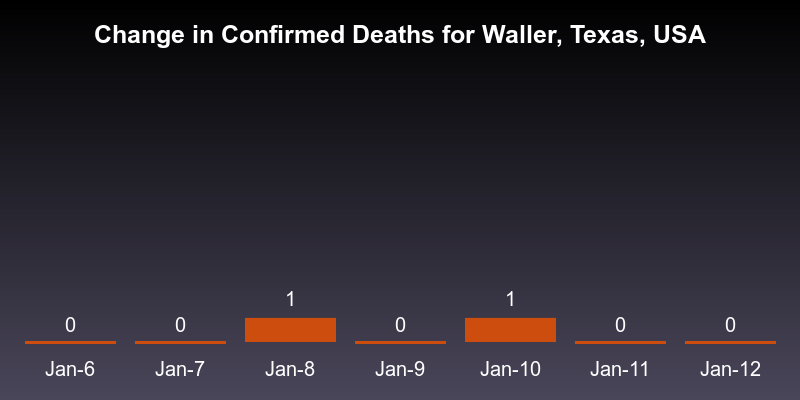 Change in Confirmed Deaths for Waller, Texas, USA
0 0 1 0 1 0 0
Jan-6 Jan-7 Jan-8 Jan-9 Jan-10 Jan-11 Jan-12